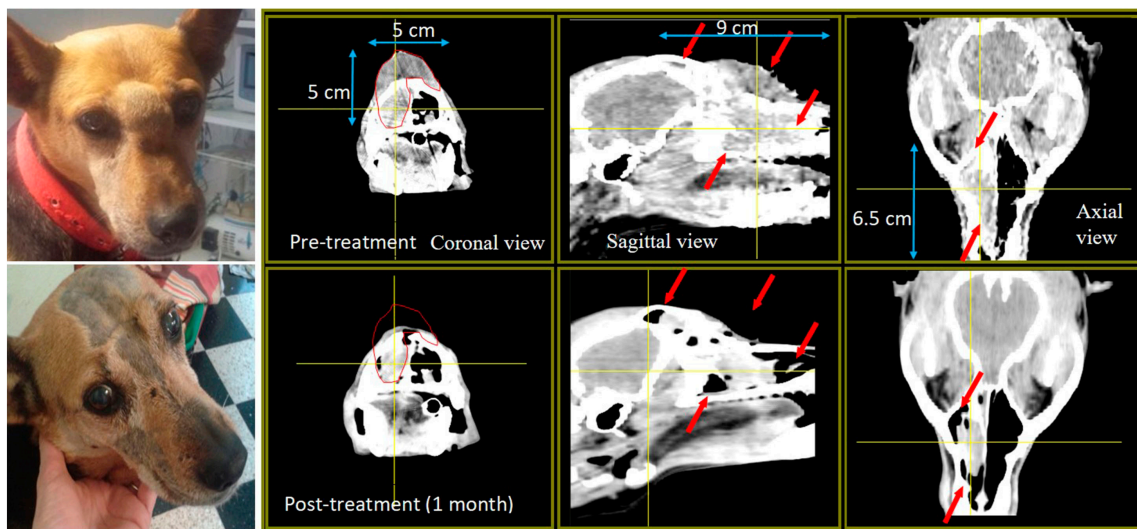 5 cm
5 cm
Pre-treatment Coronal view
9 cm
Sagittal view
6.5 cm
Axial
view
Post-treatment (1 month)